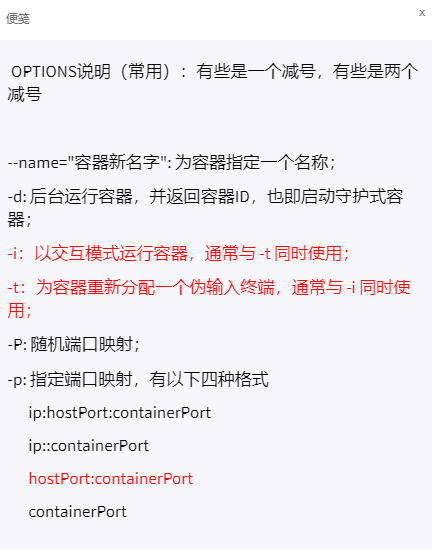 便笺
x
OPTIONS说明（常用）：有些是一个减号，有些是两个
减号
--name="容器新名字": 为容器指定一个名称；
-d: 后台运行容器，并返回容器ID，也即启动守护式容
器；
-i：以交互模式运行容器，通常与 -t 同时使用；
-t：为容器重新分配一个伪输入终端，通常与 -i 同时使
用；
-P: 随机端口映射；
-p: 指定端口映射，有以下四种格式
ip:hostPort:containerPort
ip::containerPort
hostPort:containerPort
containerPort